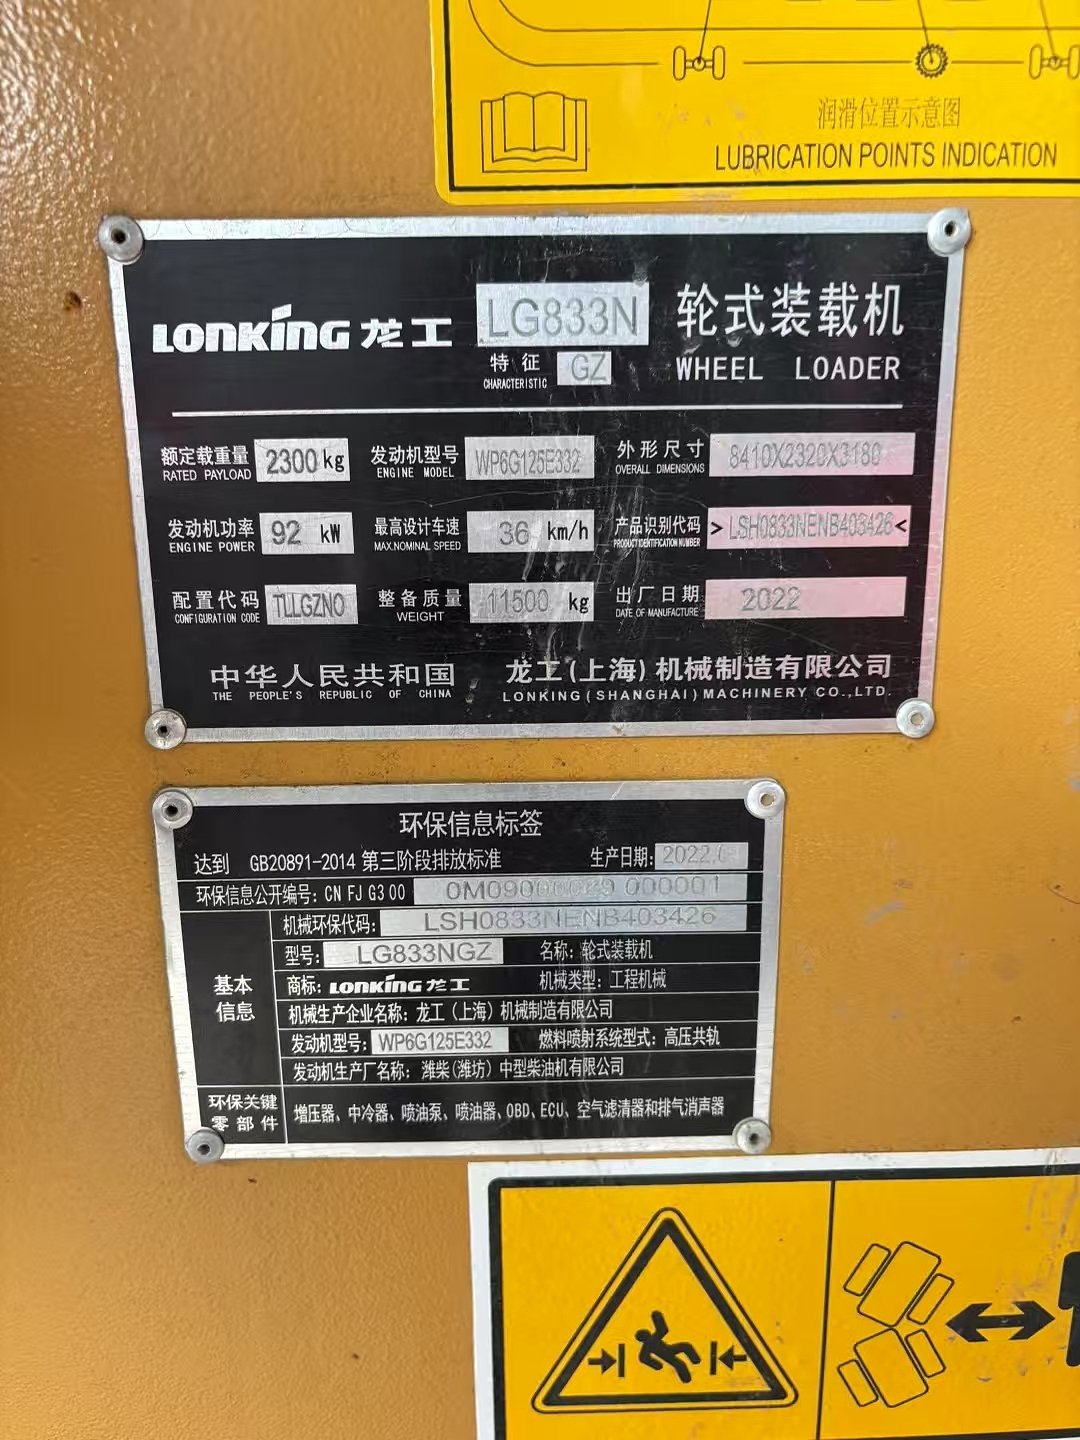 润滑位置示意图
LUBRICATION POINTS INDICATION
LONKING 龙工 LG833N 轮式装载机
特征 GZ WHEEL LOADER
CHARACTERISTIC
额定载重量 2300 kg 发动机型号 WP6G125E332 外形尺寸 8410X2320X3180
RATED PAYLOAD ENGINE MODEL OVERALL DIMENSIONS
发动机功率 92 kW 最高设计车速 36 km/h 产品识别代码 >LSH0833NENB403426<
ENGINE POWER MAX.NOMINAL SPEED PRODUCT IDENTIFICATION NUMBER
配置代码 TLLGZNO 整备质量 11500 kg 出厂日期 2022
CONFIGURATION CODE WEIGHT DATE OF MANUFACTURE
中华人民共和国 龙工(上海)机械制造有限公司
THE PEOPLE'S REPUBLIC OF CHINA LONKING(SHANGHAI)MACHINERY CO.,LTD.
环保信息标签
达到 GB20891-2014 第三阶段排放标准 生产日期: 2022.
环保信息公开编号: CN FJ G3 00 000001
机械环保代码: LSH0833NENB403426
型号: LG833NGZ 名称: 轮式装载机
基本信息 商标: LONKING 龙工 机械类型: 工程机械
机械生产企业名称: 龙工(上海)机械制造有限公司
发动机型号: WP6G125E332 燃料喷射系统型式: 高压共轨
发动机生产厂名称: 潍柴(潍坊)中型柴油机有限公司
环保关键零部件 增压器、中冷器、喷油泵、喷油器、OBD、ECU、空气滤清器和排气消声器